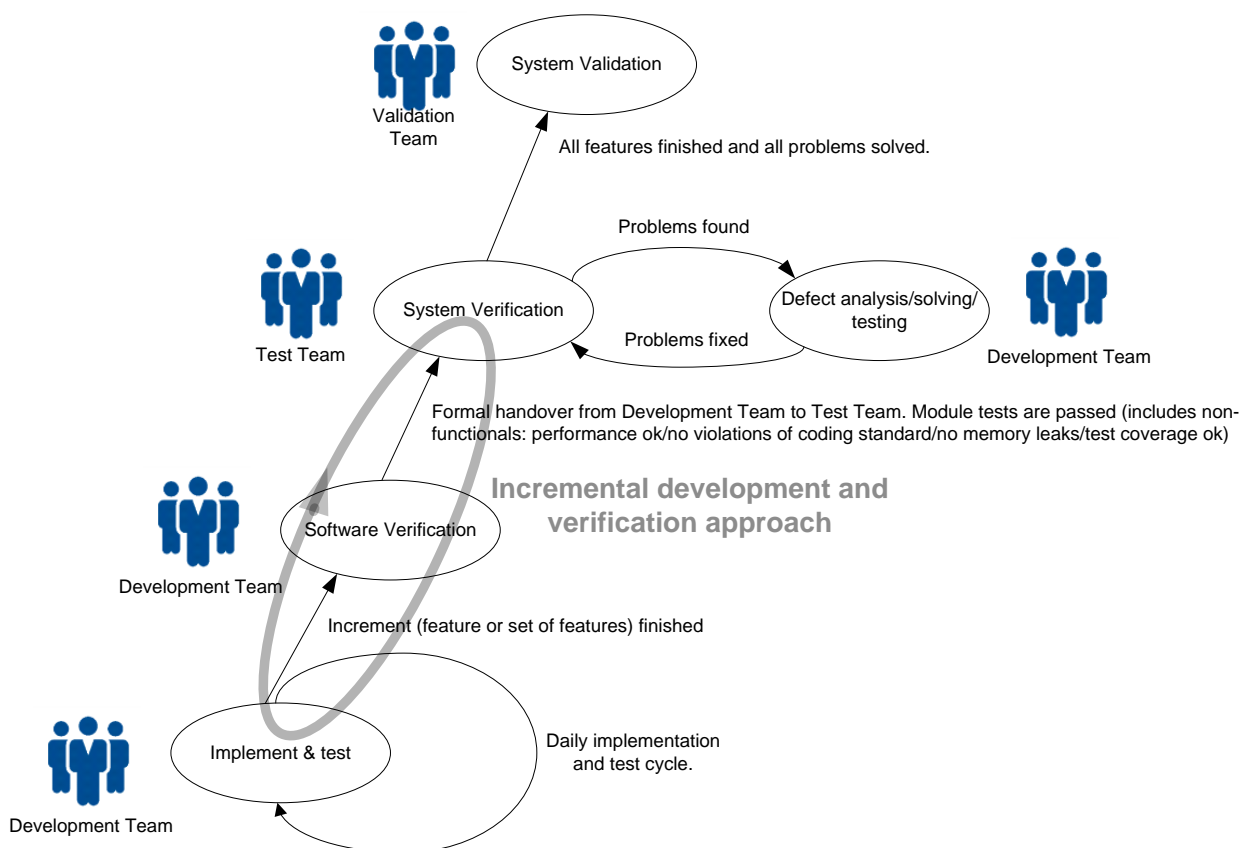 System Validation
Validation
Team
All features finished and all problems solved.
Problems found
System Verification
Defect analysis/solving/
testing
Test Team
Problems fixed
Development Team
Formal handover from Development Team to Test Team. Module tests are passed (includes non-
functionals: performance ok/no violations of coding standard/no memory leaks/test coverage ok)
Incremental development and
verification approach
Software Verification
Development Team
Increment (feature or set of features) finished
Implement & test
Daily implementation
and test cycle.
Development Team